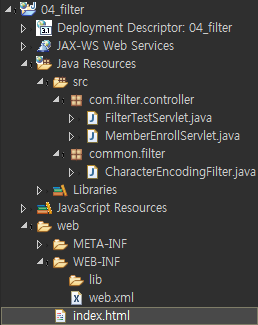 04_filter
Deployment Descriptor: 04_filter
JAX-WS Web Services
Java Resources
src
com.filter.controller
FilterTestServlet.java
MemberEnrollServlet.java
common.filter
CharacterEncodingFilter.java
Libraries
JavaScript Resources
web
META-INF
WEB-INF
lib
web.xml
index.html